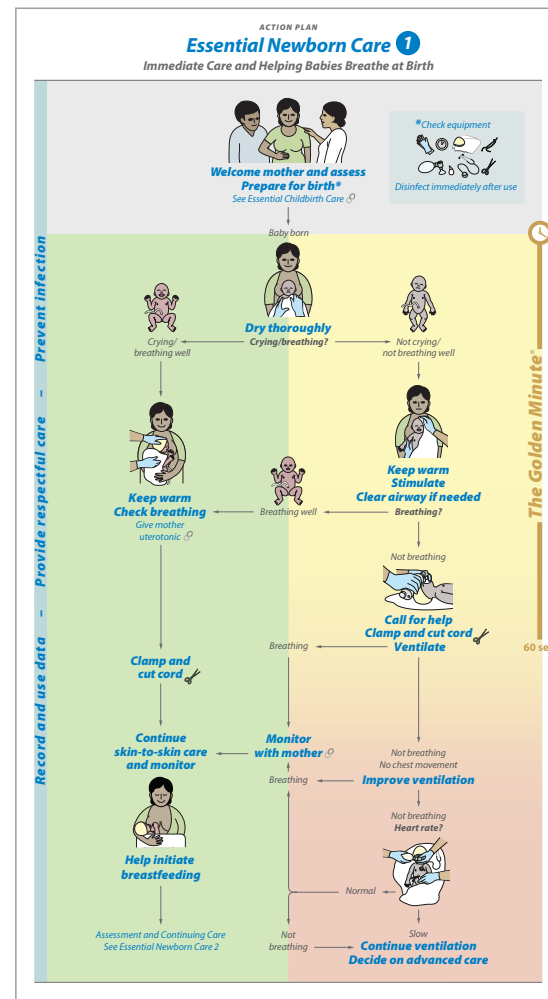 ACTION PLAN
Essential Newborn Care 1
Immediate Care and Helping Babies Breathe at Birth
*Check equipment
Disinfect immediately after use
Welcome mother and assess
Prepare for birth*
See Essential Childbirth Care
Baby born
Dry thoroughly
Crying/breathing?
Crying/
breathing well
Not crying/
not breathing well
Keep warm
Check breathing
Give mother
uterotonic
Breathing well
Keep warm
Stimulate
Clear airway if needed
Breathing?
Not breathing
Call for help
Clamp and cut cord
Ventilate
Breathing
60 se
Clamp and
cut cord
Continue
skin-to-skin care
and monitor
Monitor
with mother
Not breathing
No chest movement
Breathing
Improve ventilation
Not breathing
Heart rate?
Help initiate
breastfeeding
Normal
Assessment and Continuing Care
See Essential Newborn Care 2
Not
breathing
Slow
Continue ventilation
Decide on advanced care
Record and use data – Provide respectful care – Prevent infection
The Golden Minute®